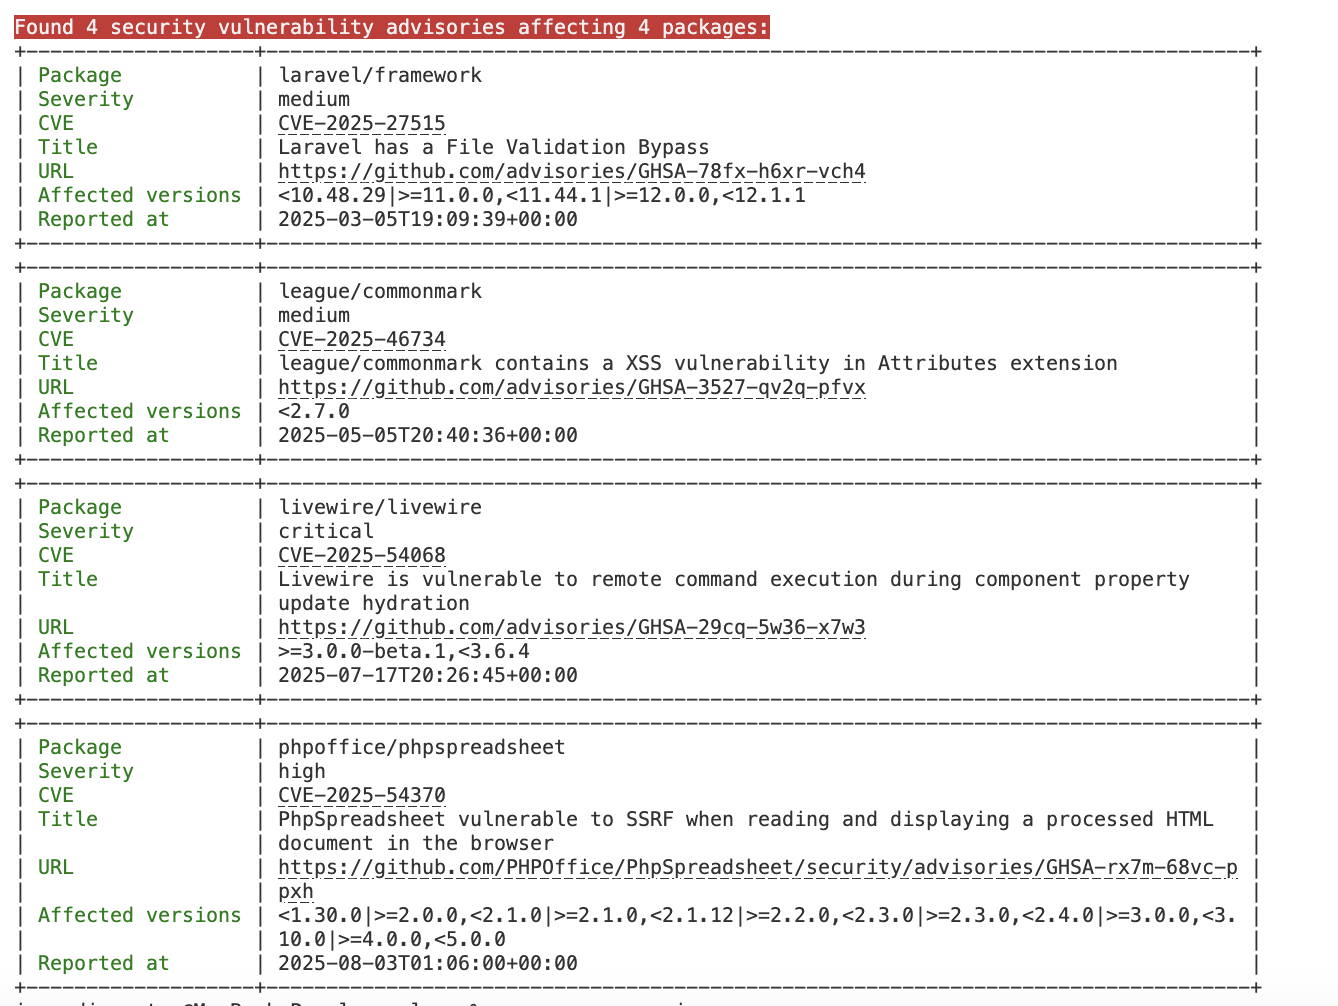 Found 4 security vulnerability advisories affecting 4 packages:
Package | laravel/framework
Severity | medium
CVE | CVE-2025-27515
Title | Laravel has a File Validation Bypass
URL | https://github.com/advisories/GHSA-78fx-h6xr-vch4
Affected versions | <10.48.29|>=11.0.0,<11.44.1|>=12.0.0,<12.1.1
Reported at | 2025-03-05T19:09:39+00:00
Package | league/commonmark
Severity | medium
CVE | CVE-2025-46734
Title | league/commonmark contains a XSS vulnerability in Attributes extension
URL | https://github.com/advisories/GHSA-3527-qv2q-pfvx
Affected versions | <2.7.0
Reported at | 2025-05-05T20:40:36+00:00
Package | livewire/livewire
Severity | critical
CVE | CVE-2025-54068
Title | Livewire is vulnerable to remote command execution during component property
update hydration
URL | https://github.com/advisories/GHSA-29cq-5w36-x7w3
Affected versions | >=3.0.0-beta.1,<3.6.4
Reported at | 2025-07-17T20:26:45+00:00
Package | phpoffice/phpspreadsheet
Severity | high
CVE | CVE-2025-54370
Title | PhpSpreadsheet vulnerable to SSRF when reading and displaying a processed HTML
document in the browser
URL | https://github.com/PHPOffice/PhpSpreadsheet/security/advisories/GHSA-rx7m-68vc-p
pxh
Affected versions | <1.30.0|>=2.0.0,<2.1.0|>=2.1.0,<2.1.12|>=2.2.0,<2.3.0|>=2.3.0,<2.4.0|>=3.0.0,<3.
10.0|>=4.0.0,<5.0.0
Reported at | 2025-08-03T01:06:00+00:00